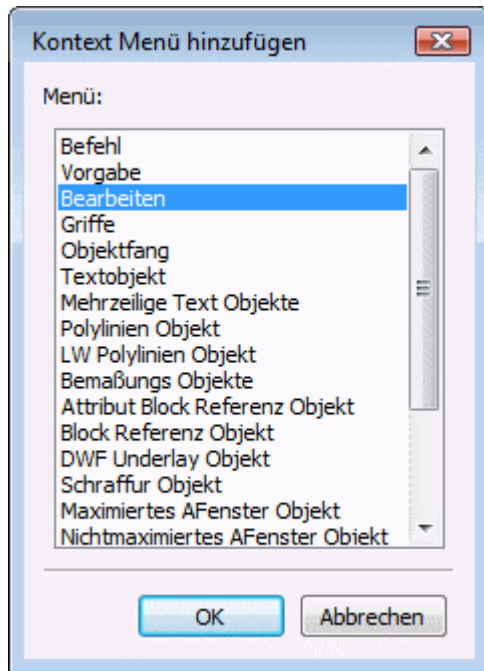 Kontext Menü hinzufügen
Menü:
Befehl
Vorgabe
Bearbeiten
Griffe
Objektfang
Textobjekt
Mehrzeilige Text Objekte
Polylinien Objekt
LW Polylinien Objekt
Bemaßungs Objekte
Attribut Block Referenz Objekt
Block Referenz Objekt
DWF Underlay Objekt
Schraffur Objekt
Maximiertes AFenster Objekt
Nichtmaximiertes AFenster Objekt
OK Abbrechen